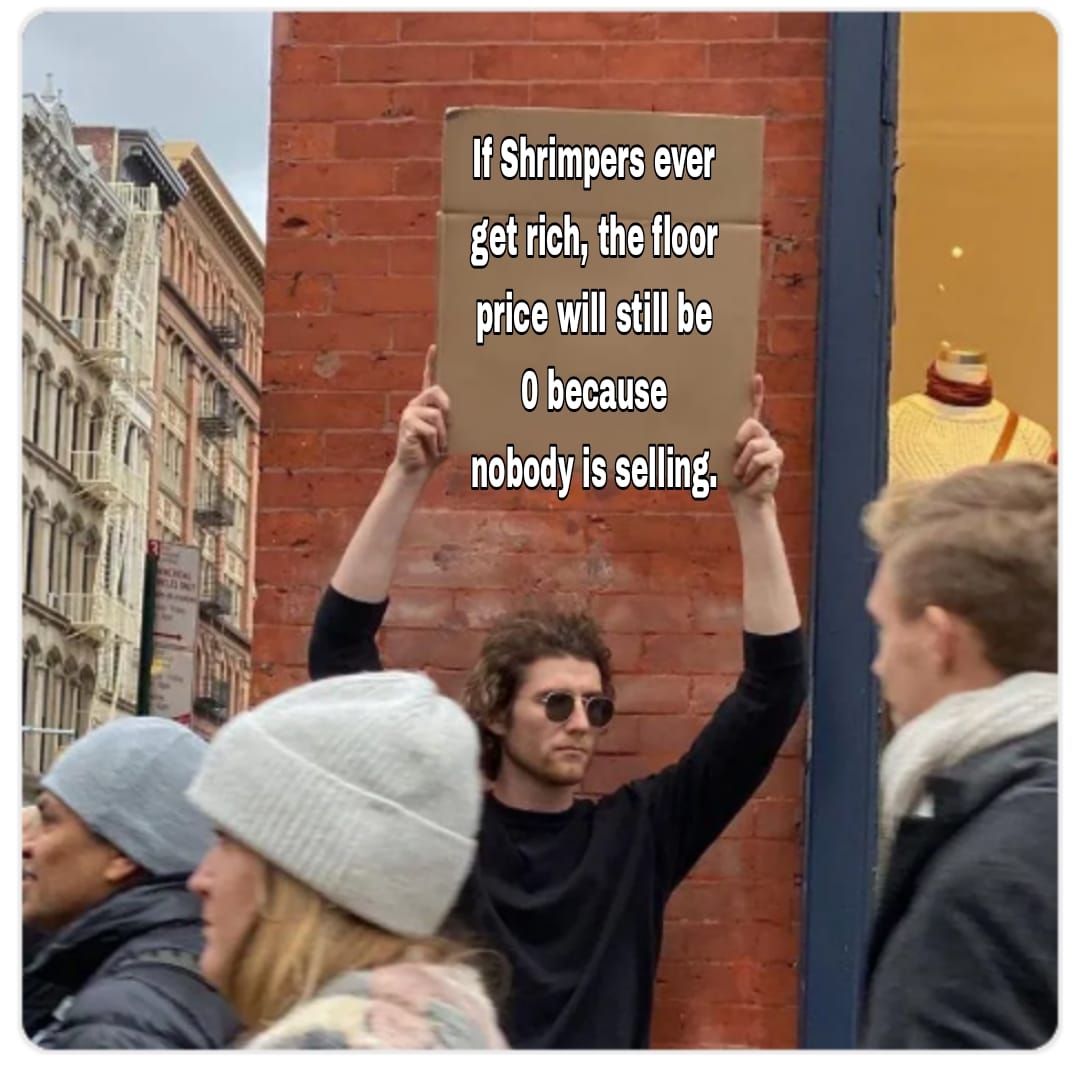 If Shrimpers ever
get rich, the floor
price will still be
0 because
nobody is selling.